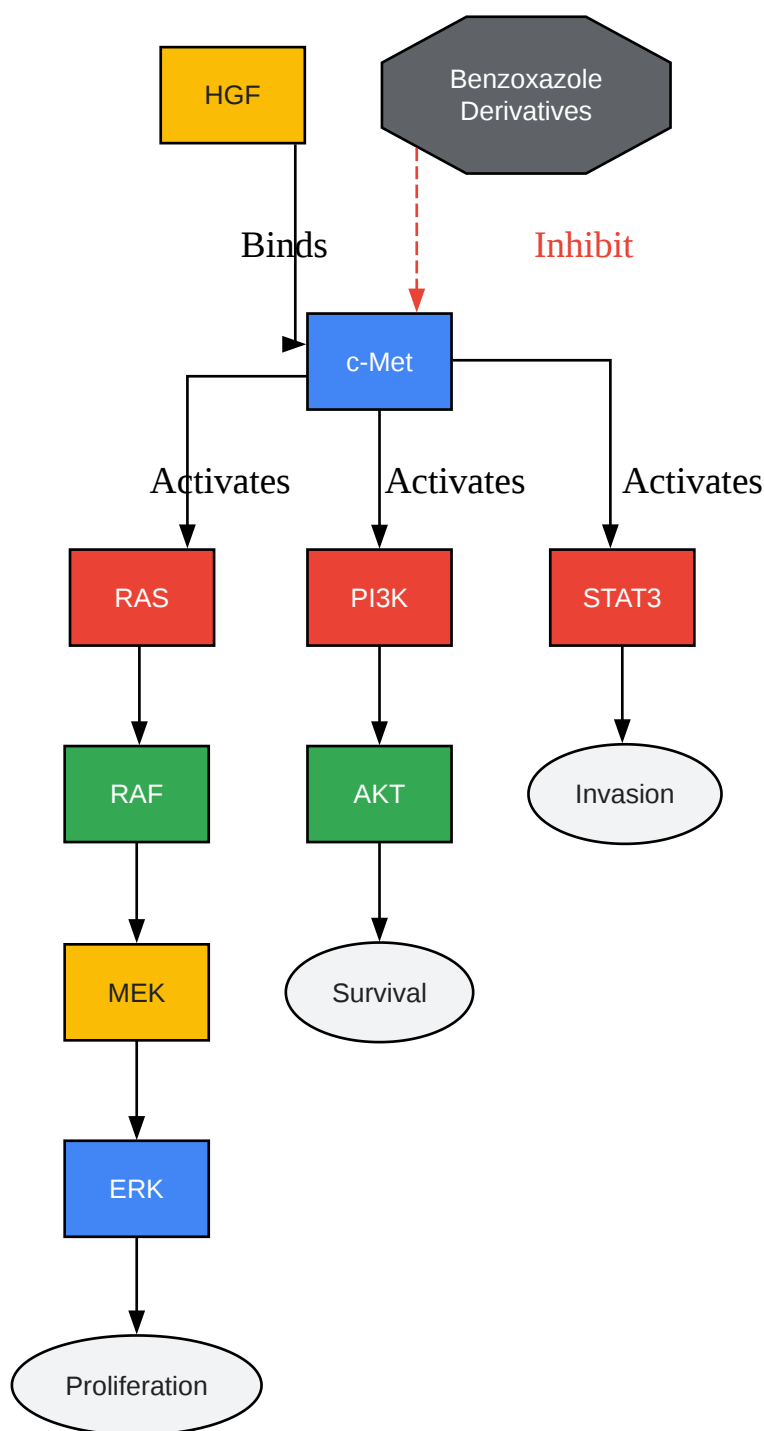 HGF
Benzoxazole
Derivatives
Binds
Inhibit
c-Met
Activates
Activates
Activates
RAS
PI3K
STAT3
RAF
AKT
Invasion
MEK
Survival
ERK
Proliferation